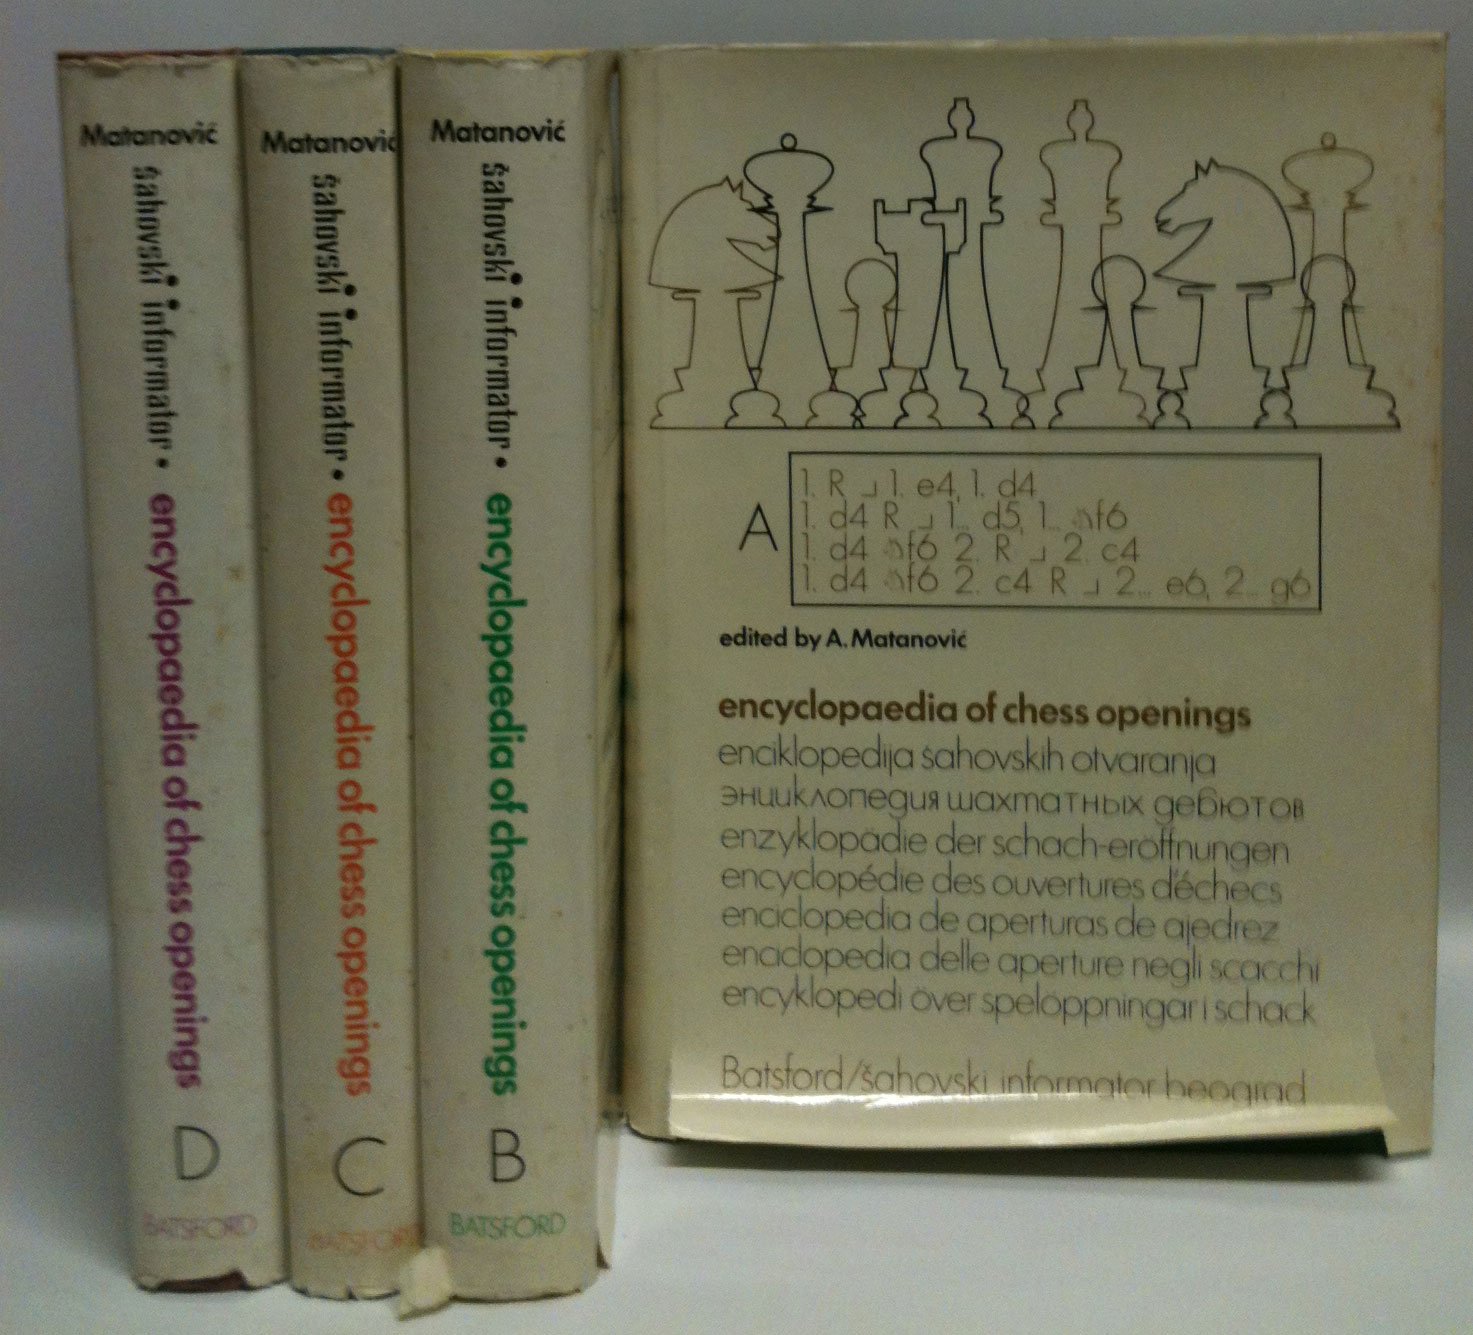 Matanović
šahovski informator • encyclopaedia of chess openings
D
BATSFORD
Matanović
šahovski informator • encyclopaedia of chess openings
C
BATSFORD
Matanović
šahovski informator • encyclopaedia of chess openings
B
BATSFORD
A
1. R ⅃ 1. e4, 1. d4
1. d4 R ⅃ 1... d5, 1... ♘f6
1. d4 ♘f6 2. R ⅃ 2. c4
1. d4 ♘f6 2. c4 R ⅃ 2... e6, 2... g6
edited by A. Matanović
encyclopaedia of chess openings
enciklopedija šahovskih otvaranja
энциклопедия шахматных дебютов
enzyklopädie der schach-eröffnungen
encyclopédie des ouvertures d'échecs
enciclopedia de aperturas de ajedrez
enciclopedia delle aperture negli scacchi
encyklopedi över spelöppningar i schack
Batsford/šahovski informator beograd